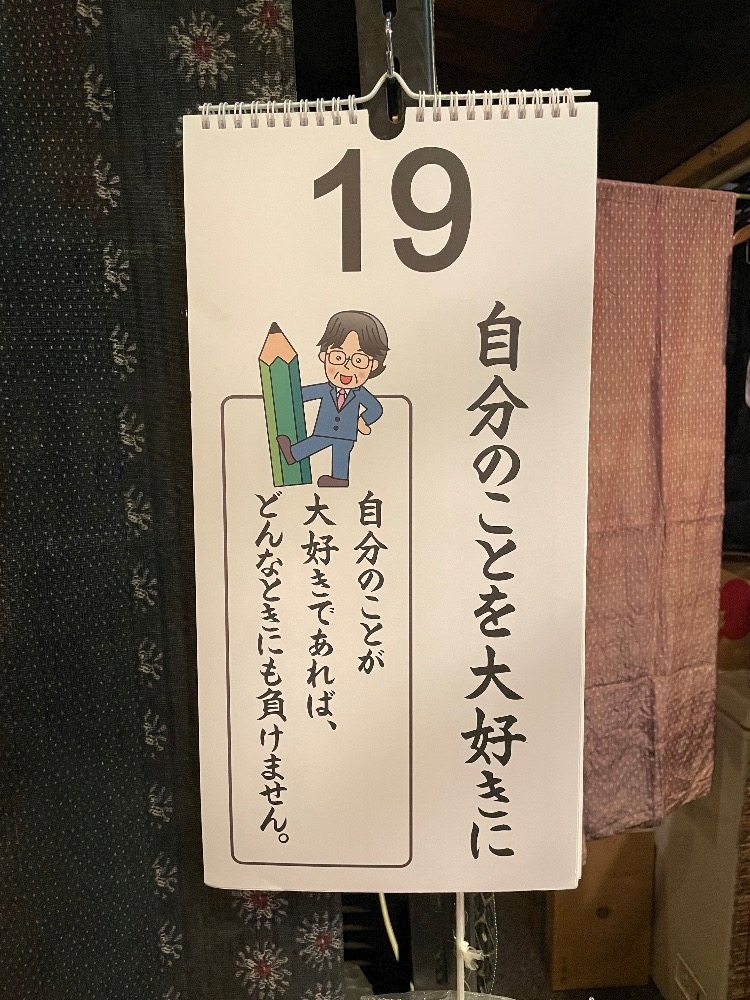 19
自分のことを大好きに
自分のことが
大好きであれば、
どんなときにも負けません。